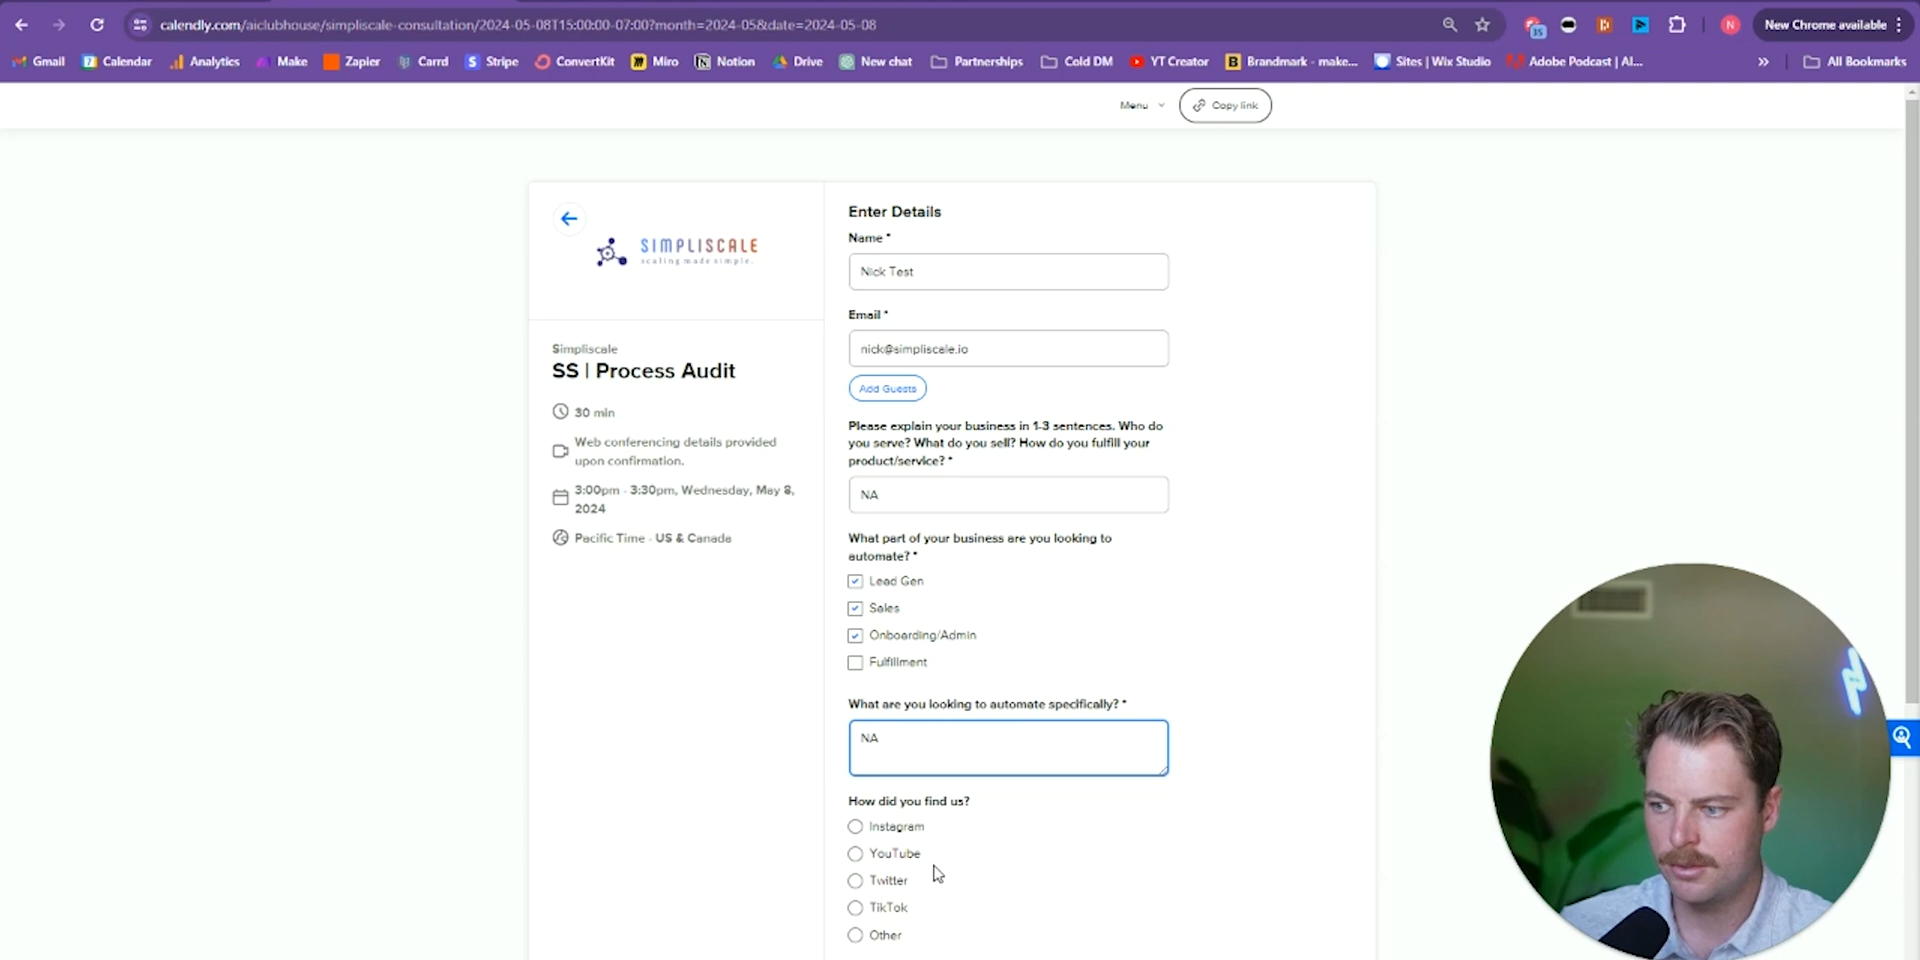 calendly.com/aiclubhouse/simpliscale-consultation/2024-05-08T15:00:00-07:00?month=2024-05&date=2024-05-08
35
N
New Chrome available
Gmail
Calendar
Analytics
Make
Zapier
Carrd
Stripe
ConvertKit
Miro
Notion
Drive
New chat
Partnerships
Cold DM
YT Creator
Brandmark - make...
Sites | Wix Studio
Adobe Podcast | AI...
»
All Bookmarks
Menu
Copy link
SIMPLISCALE
scaling made simple.
Simpliscale
SS | Process Audit
30 min
Web conferencing details provided
upon confirmation.
3:00pm - 3:30pm, Wednesday, May 8,
2024
Pacific Time - US & Canada
Enter Details
Name *
Nick Test
Email *
nick@simpliscale.io
Add Guests
Please explain your business in 1-3 sentences. Who do
you serve? What do you sell? How do you fulfill your
product/service? *
NA
What part of your business are you looking to
automate? *
Lead Gen
Sales
Onboarding/Admin
Fulfillment
What are you looking to automate specifically? *
NA
How did you find us?
Instagram
YouTube
Twitter
TikTok
Other